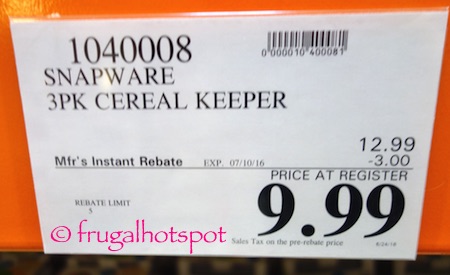 1040008
0000010400081
SNAPWARE
3PK CEREAL KEEPER
12.99
Mfr's Instant Rebate EXP. 07/10/16 -3.00
PRICE AT REGISTER
9.99
REBATE LIMIT
5
© frugalhotspot
Sales Tax on the pre-rebate price